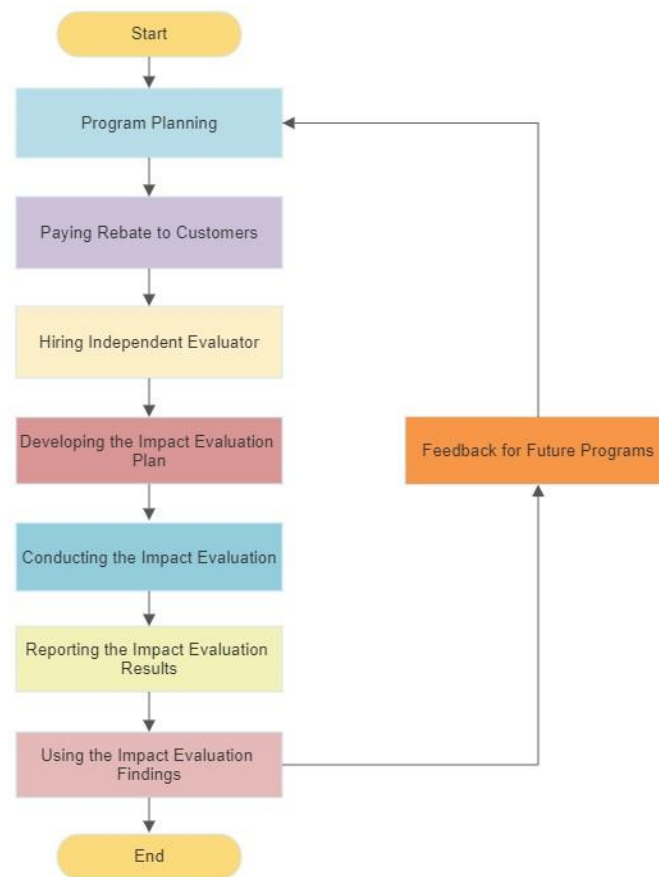 Start
Program Planning
Paying Rebate to Customers
Hiring Independent Evaluator
Developing the Impact Evaluation
Plan
Feedback for Future Programs
Conducting the Impact Evaluation
Reporting the Impact Evaluation
Results
Using the Impact Evaluation
Findings
End